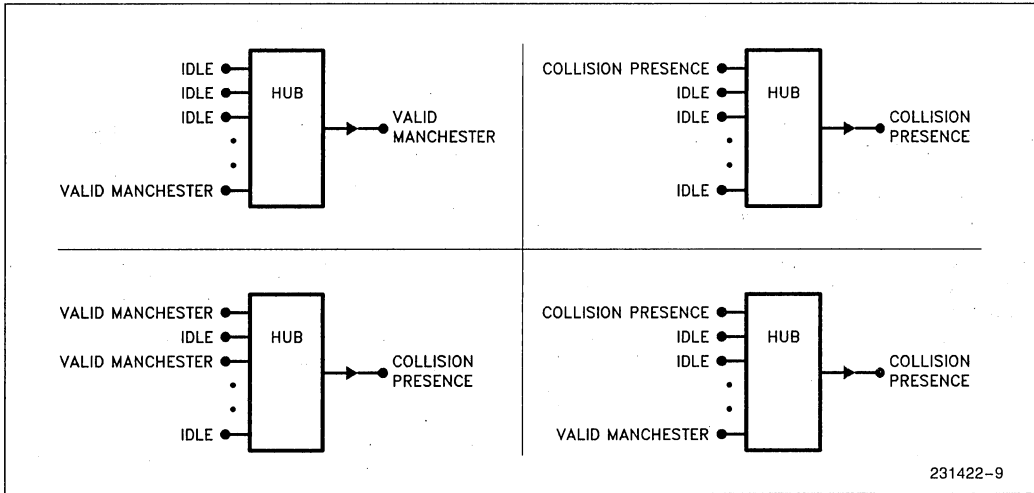 IDLE
IDLE
IDLE
VALID MANCHESTER
HUB
VALID
MANCHESTER
COLLISION PRESENCE
IDLE
IDLE
IDLE
HUB
COLLISION
PRESENCE
VALID MANCHESTER
IDLE
VALID MANCHESTER
IDLE
HUB
COLLISION
PRESENCE
COLLISION PRESENCE
IDLE
IDLE
VALID MANCHESTER
HUB
COLLISION
PRESENCE
231422-9